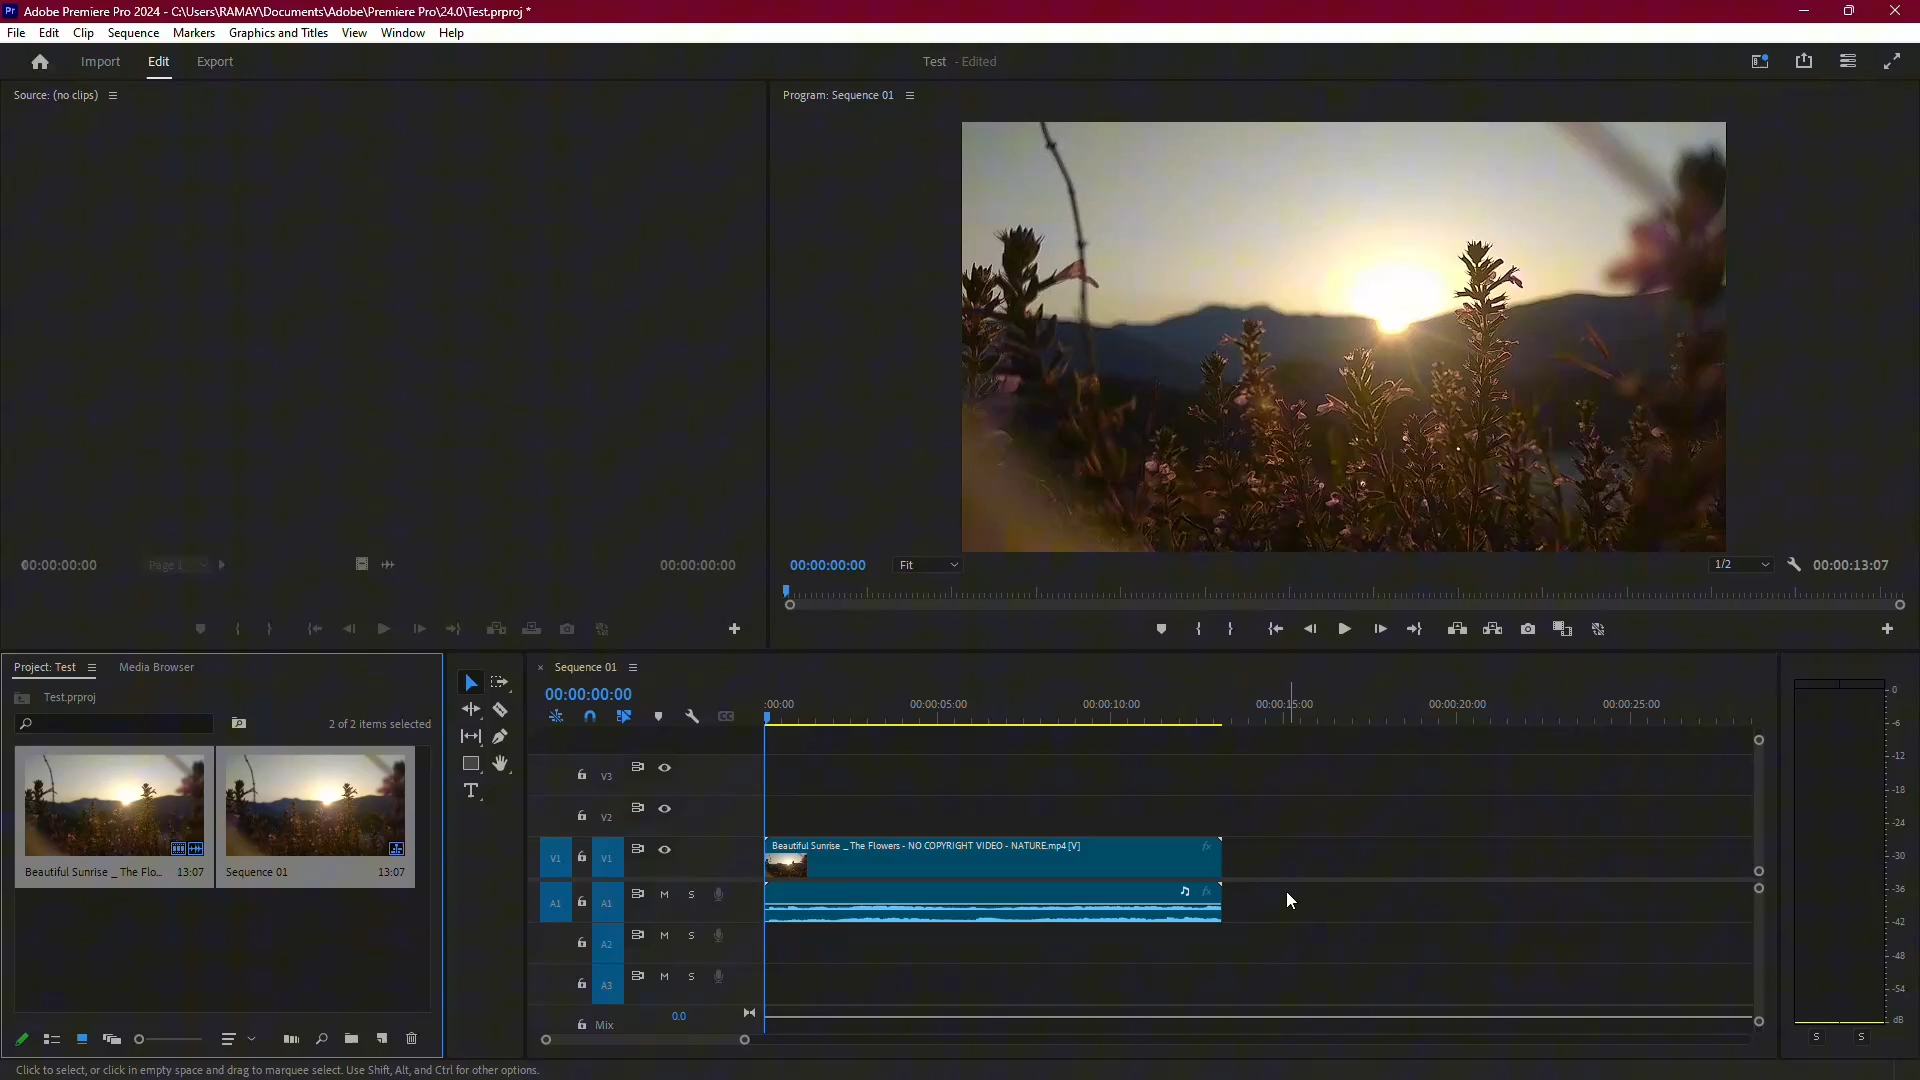 Pr Adobe Premiere Pro 2024 - C:\Users\RAMAY\Documents\Adobe\Premiere Pro\24.0\Test.prproj *
File Edit Clip Sequence Markers Graphics and Titles View Window Help
Import Edit Export Test - Edited
Source: (no clips)
Program: Sequence 01
00:00:00:00 Page 1 00:00:00:00
00:00:00:00 Fit 1/2 00:00:13:07
Project: Test Media Browser
Test.prproj
2 of 2 items selected
Beautiful Sunrise _ The Flo... 13:07
Sequence 01 13:07
× Sequence 01
00:00:00:00
:00:00 00:00:05:00 00:00:10:00 00:00:15:00 00:00:20:00 00:00:25:00
V3
V2
V1 V1 Beautiful Sunrise _ The Flowers - NO COPYRIGHT VIDEO - NATURE.mp4 [V] fx
A1 A1 M S fx
A2 M S
A3 M S
Mix 0.0
0
-6
-12
-18
-24
-30
-36
-42
-48
-54
dB
S S
Click to select, or click in empty space and drag to marquee select. Use Shift, Alt, and Ctrl for other options.